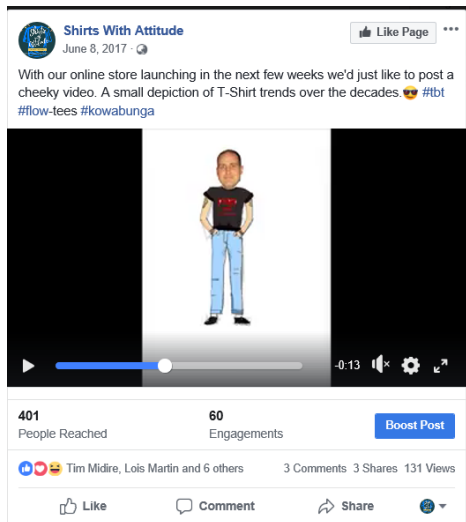 Shirts With Attitude
Like Page
June 8, 2017
With our online store launching in the next few weeks we'd just like to post a
cheeky video. A small depiction of T-Shirt trends over the decades. #tbt
#flow-tees #kowabunga
-0:13
401
60
People Reached
Engagements
Boost Post
Tim Midire, Lois Martin and 6 others
3 Comments 3 Shares 131 Views
Like
Comment
Share